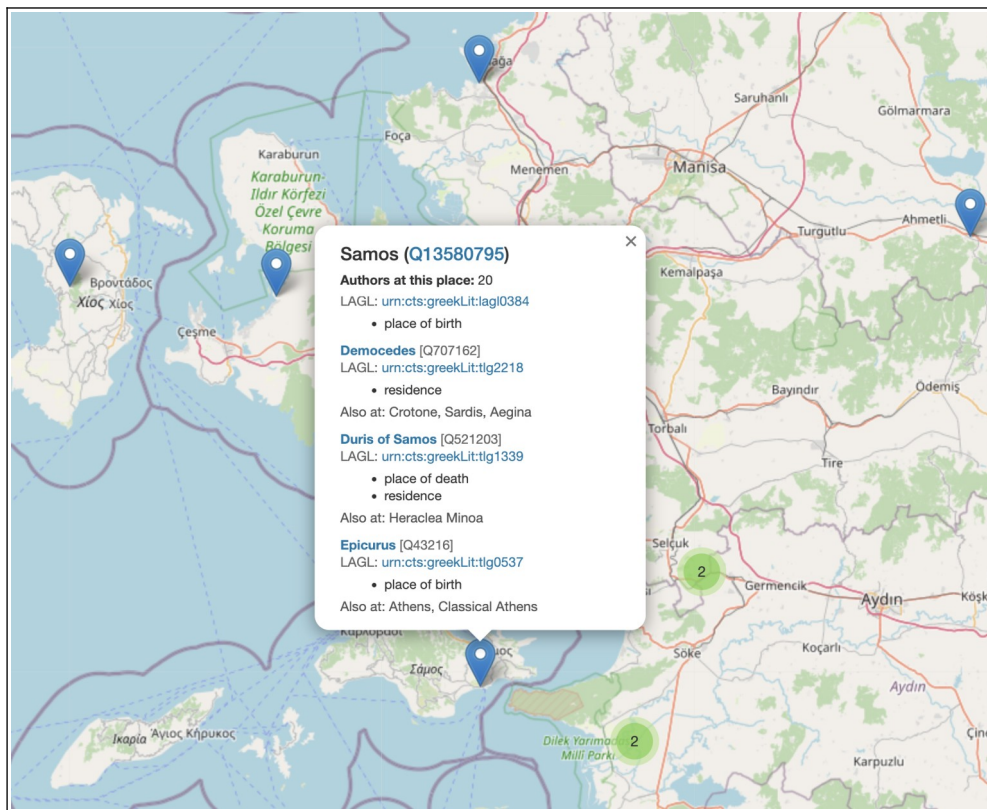 Saruhanlı
Gölmarmara
Foça
Karaburun
Menemen
Manisa
Karaburun-
Ildır Körfezi
Özel Çevre
Koruma
Bölgesi
Ahmetli
Turgutlu
Samos (Q13580795)
×
Authors at this place: 20
LAGL: urn:cts:greekLit:lagl0384
• place of birth
Democedes [Q707162]
LAGL: urn:cts:greekLit:tlg2218
• residence
Also at: Crotone, Sardis, Aegina
Duris of Samos [Q521203]
LAGL: urn:cts:greekLit:tlg1339
• place of death
• residence
Also at: Heraclea Minoa
Epicurus [Q43216]
LAGL: urn:cts:greekLit:tlg0537
• place of birth
Also at: Athens, Classical Athens
Kemalpaşa
Βροντάδος
Χίος Χίος
Çeşme
Bayındır
Ödemiş
Torbalı
Tire
Selçuk
2
Germencik
Aydın
Köşk
Σάμος
Söke
Koçarlı
Aydın
Ικαρία Άγιος Κήρυκος
2
Dilek Yarımadası
Millî Parkı
Karpuzlu